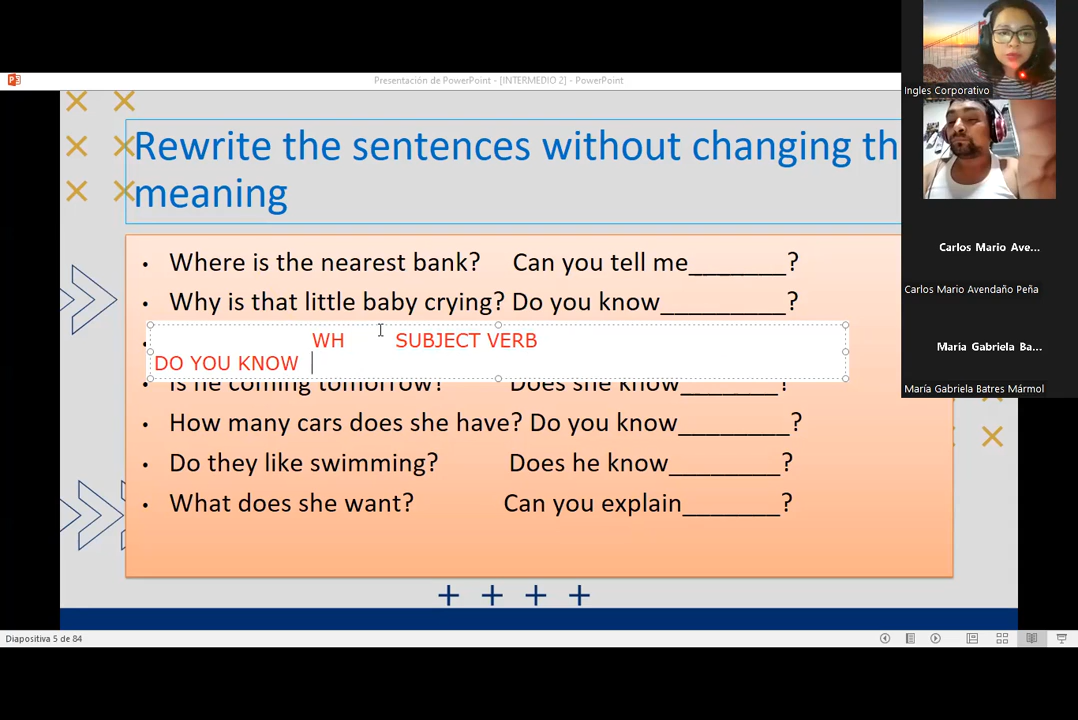 Presentación de PowerPoint - [INTERMEDIO 2] - PowerPoint
Ingles Corporativo
Rewrite the sentences without changing th
meaning
Where is the nearest bank? Can you tell me_______?
Why is that little baby crying? Do you know_________?
WH SUBJECT VERB
DO YOU KNOW
Is he coming tomorrow? Does she know_______?
How many cars does she have? Do you know________?
Do they like swimming? Does he know________?
What does she want? Can you explain_______?
Carlos Mario Ave...
Carlos Mario Avendaño Peña
Maria Gabriela Ba...
María Gabriela Batres Mármol
Diapositiva 5 de 84